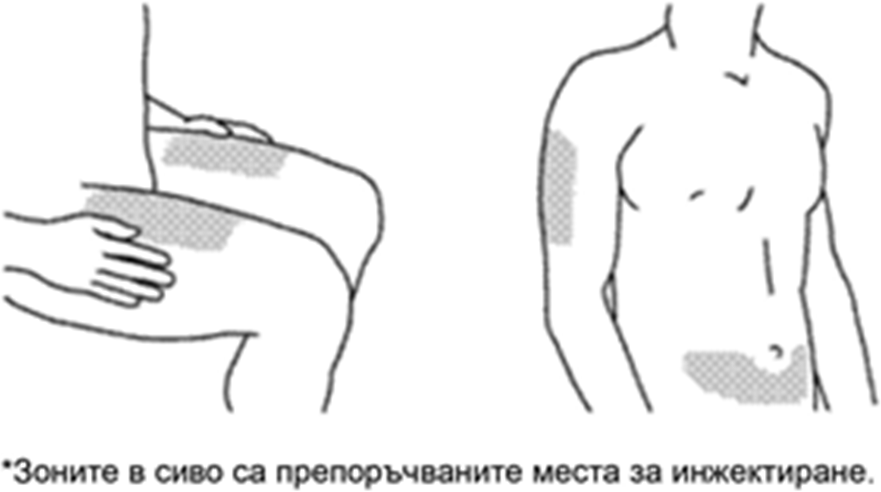 *Зоните в сиво са препоръчваните места за инжектиране.